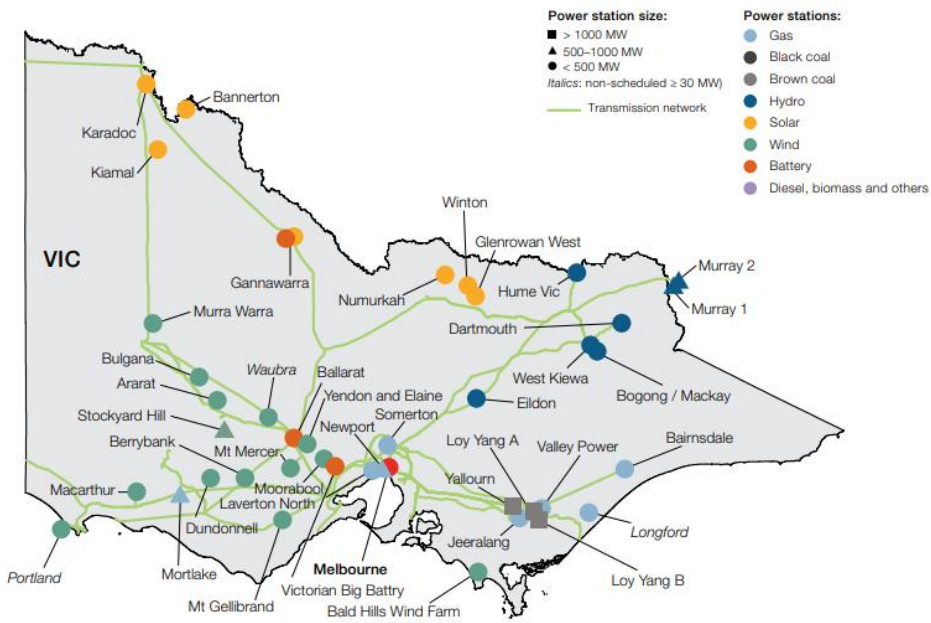 Power station size:
> 1000 MW
500–1000 MW
< 500 MW
Italics: non-scheduled ≥ 30 MW)
Transmission network
Power stations:
Gas
Black coal
Brown coal
Hydro
Solar
Wind
Battery
Diesel, biomass and others
Bannerton
Karadoc
Kiamal
Winton
Glenrowan West
VIC
Gannawarra
Numurkah
Hume Vic
Murray 2
Murray 1
Murra Warra
Dartmouth
Bulgana
Waubra
Ballarat
West Kiewa
Ararat
Yendon and Elaine
Eildon
Bogong / Mackay
Stockyard Hill
Newport
Somerton
Berrybank
Mt Mercer
Loy Yang A
Valley Power
Bairnsdale
Moorabool
Yallourn
Macarthur
Laverton North
Dundonnell
Longford
Jeeralang
Portland
Mortlake
Melbourne
Loy Yang B
Mt Gellibrand
Victorian Big Battry
Bald Hills Wind Farm